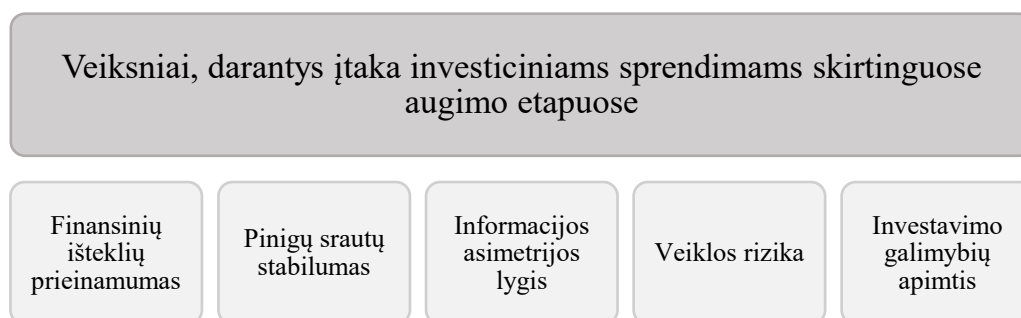 Veiksniai, darantys įtaka investiciniams sprendimams skirtinguose
augimo etapuose
Finansinių
išteklių
prieinamumas
Pinigų srautų
stabilumas
Informacijos
asimetrijos
lygis
Veiklos rizika
Investavimo
galimybių
apimtis